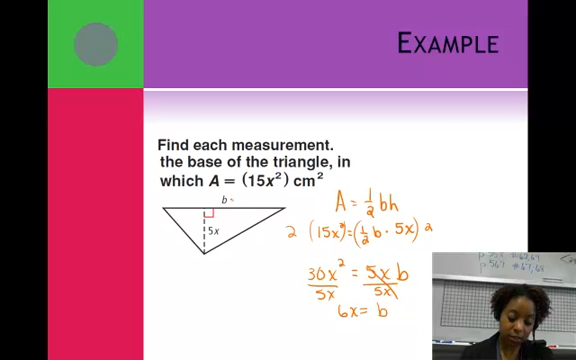 EXAMPLE
Find each measurement.
the base of the triangle, in
which A = (15x²) cm²
b
5x
A = 1/2 bh
2 (15x²) = (1/2 b · 5x) 2
30x² = 5x b
5x 5x
6x = b